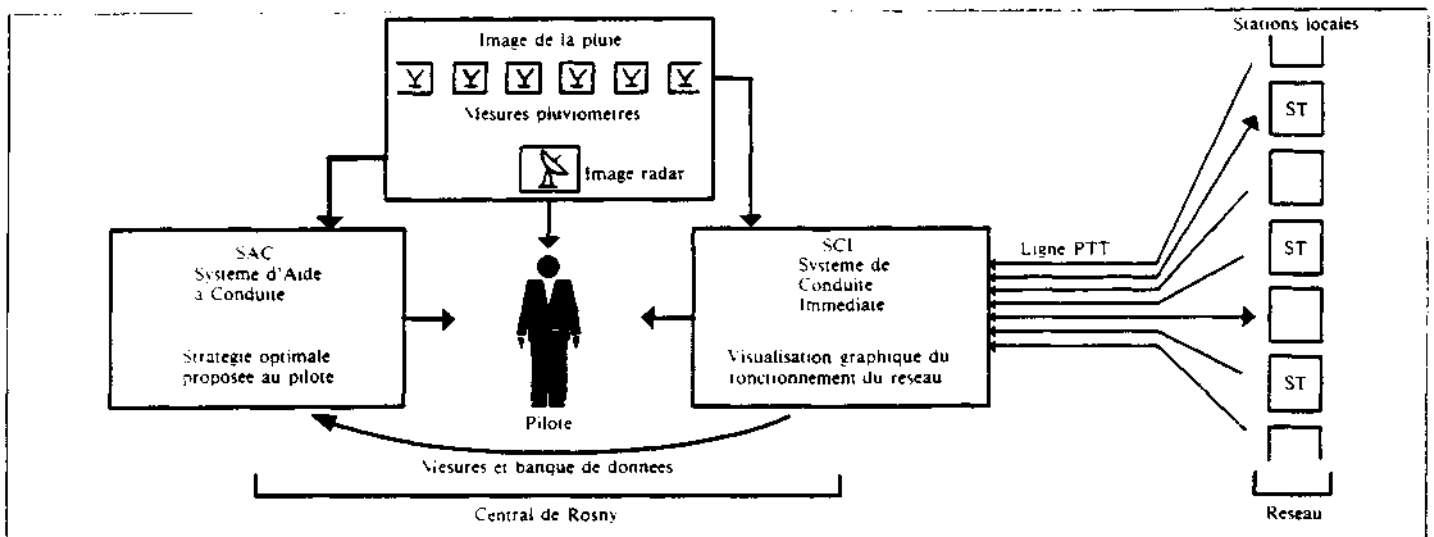 Stations locales
Image de la pluie
Mesures pluviometres
Image radar
ST
SAC
Systeme d'Aide
à Conduite
Stratégie optimale
proposée au pilote
SCI
Systeme de
Conduite
Immediate
Visualisation graphique du
fonctionnement du reseau
Ligne PTT
ST
ST
Pilote
Mesures et banque de donnees
Central de Rosny
Reseau